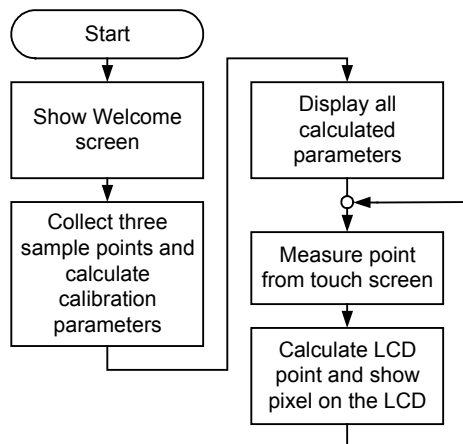 Start
Show Welcome
screen
Collect three
sample points and
calculate
calibration
parameters
Display all
calculated
parameters
Measure point
from touch screen
Calculate LCD
point and show
pixel on the LCD